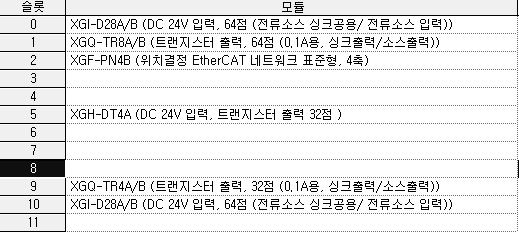 슬롯 모듈
0 XGI-D28A/B (DC 24V 입력, 64점 (전류소스 싱크공용/ 전류소스 입력))
1 XGQ-TR8A/B (트랜지스터 출력, 64점 (0,1A용, 싱크출력/소스출력))
2 XGF-PN4B (위치결정 EtherCAT 네트워크 표준형, 4축)
3
4
5 XGH-DT4A (DC 24V 입력, 트랜지스터 출력 32점 )
6
7
8
9 XGQ-TR4A/B (트랜지스터 출력, 32점 (0,1A용, 싱크출력/소스출력))
10 XGI-D28A/B (DC 24V 입력, 64점 (전류소스 싱크공용/ 전류소스 입력))
11